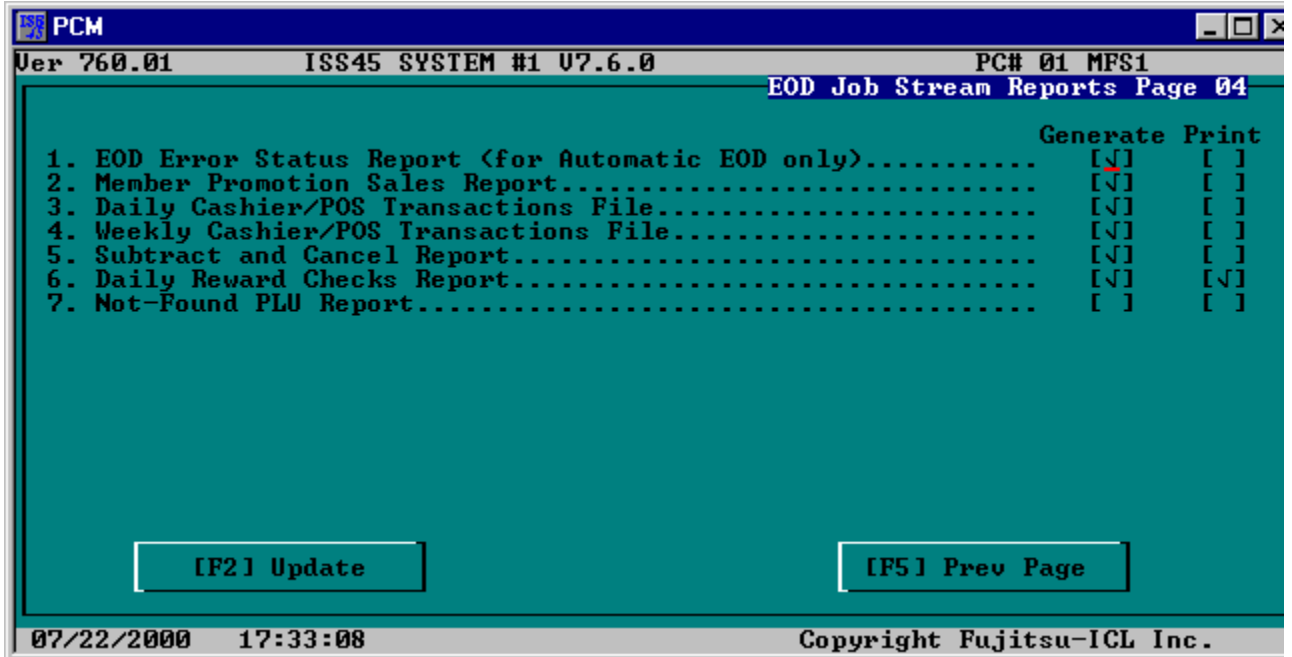 PCM
Ver 760.01 ISS45 SYSTEM #1 V7.6.0 PC# 01 MFS1
EOD Job Stream Reports Page 04
Generate Print
1. EOD Error Status Report (for Automatic EOD only)........... [√] [ ]
2. Member Promotion Sales Report.............................. [√] [ ]
3. Daily Cashier/POS Transactions File........................ [√] [ ]
4. Weekly Cashier/POS Transactions File....................... [√] [ ]
5. Subtract and Cancel Report................................. [√] [ ]
6. Daily Reward Checks Report................................. [√] [√]
7. Not-Found PLU Report....................................... [ ] [ ]
[F2] Update [F5] Prev Page
07/22/2000 17:33:08 Copyright Fujitsu-ICL Inc.